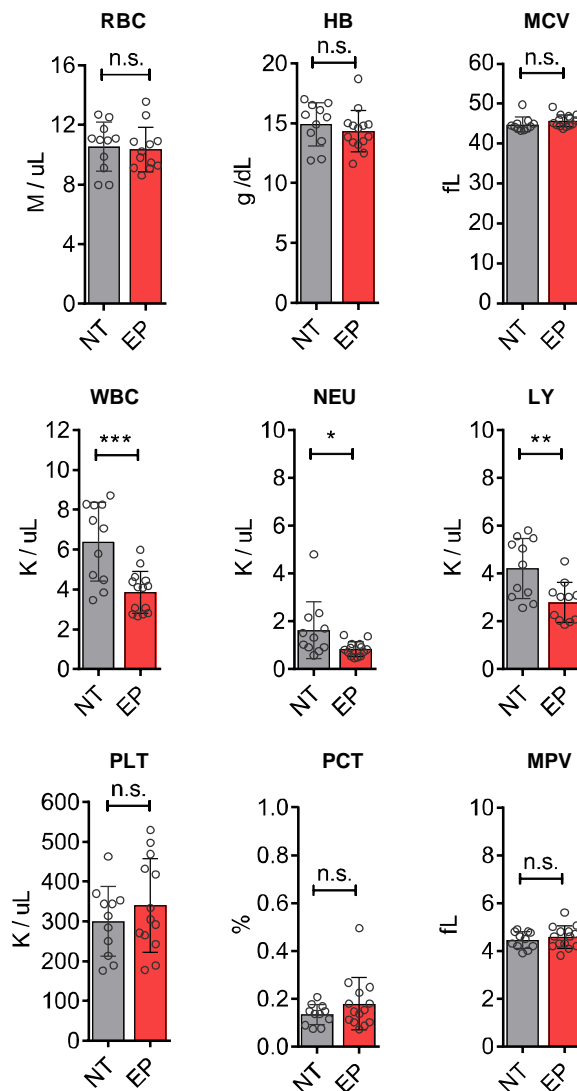 RBC
n.s.
16
12
8
4
0
M / uL
NT
EP
HB
n.s.
20
15
10
5
0
g /dL
NT
EP
MCV
n.s.
60
50
40
30
20
10
0
fL
NT
EP
WBC
***
12
10
8
6
4
2
0
K / uL
NT
EP
NEU
*
10
8
6
4
2
0
K / uL
NT
EP
LY
**
10
8
6
4
2
0
K / uL
NT
EP
PLT
n.s.
600
500
400
300
200
100
0
K / uL
NT
EP
PCT
n.s.
1.0
0.8
0.6
0.4
0.2
0.0
%
NT
EP
MPV
n.s.
10
8
6
4
2
0
fL
NT
EP